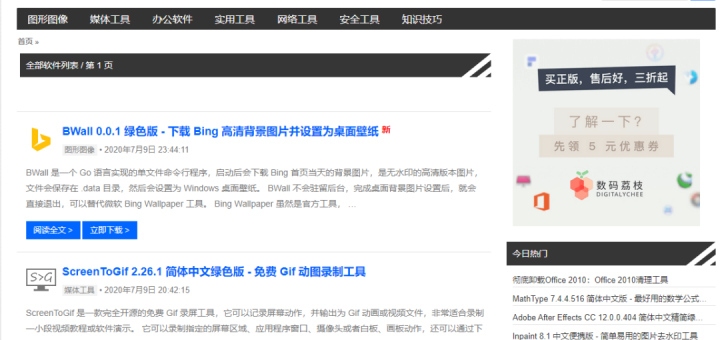 图形图像 媒体工具 办公软件 实用工具 网络工具 安全工具 知识技巧
首页 »
全部软件列表 / 第 1 页
BWall 0.0.1 绿色版 - 下载 Bing 高清背景图片并设置为桌面壁纸 新
图形图像 • 2020年7月9日 23:44:11
BWall 是一个 Go 语言实现的单文件命令行程序，启动后会下载 Bing 首页当天的背景图片，是无水印的高清版本图片，
文件会保存在 .data 目录，然后会设置为 Windows 桌面壁纸。 BWall 不会驻留后台，完成桌面背景图片设置后，就会
直接退出，可以替代微软 Bing Wallpaper 工具。 Bing Wallpaper 虽然是官方工具， …
阅读全文 > 立即下载 >
S>G
ScreenToGif 2.26.1 简体中文绿色版 - 免费 Gif 动图录制工具
媒体工具 • 2020年7月9日 20:42:15
ScreenToGif 是一款完全开源的免费 Gif 录屏工具，它可以记录屏幕动作，并输出为 Gif 动画或视频文件，非常适合录制
一小段视频教程或软件演示。 它可以录制指定的屏幕区域、应用程序窗口、摄像头或者白板、画板动作，还可以通过下
买正版，售后好，三折起
了解一下？
先领 5 元优惠券
数码荔枝
DIGITALYCHEE
今日热门
彻底卸载Office 2010：Office 2010清理工具
MathType 7.4.4.516 简体中文版 - 最好用的数学公式...
Adobe After Effects CC 12.0.0.404 简体中文精简绿...
Inpaint 8.1 中文便携版 - 简单易用的图片去水印工具